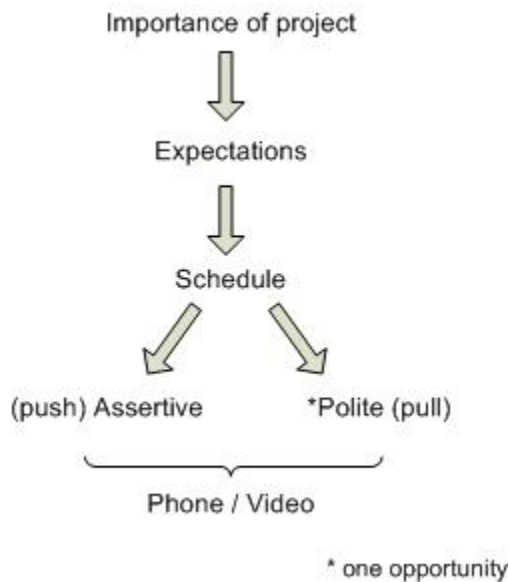 Importance of project
Expectations
Schedule
(push) Assertive
*Polite (pull)
Phone / Video
* one opportunity